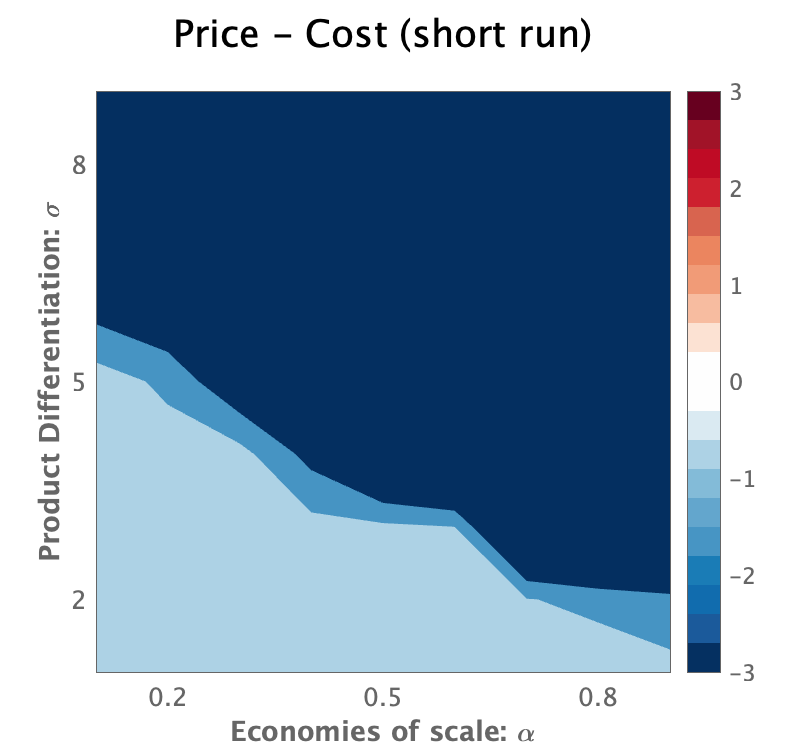 Price – Cost (short run)
3
8
2
Product Differentiation: σ
1
5
0
−1
−2
2
−3
0.2 0.5 0.8
Economies of scale: α